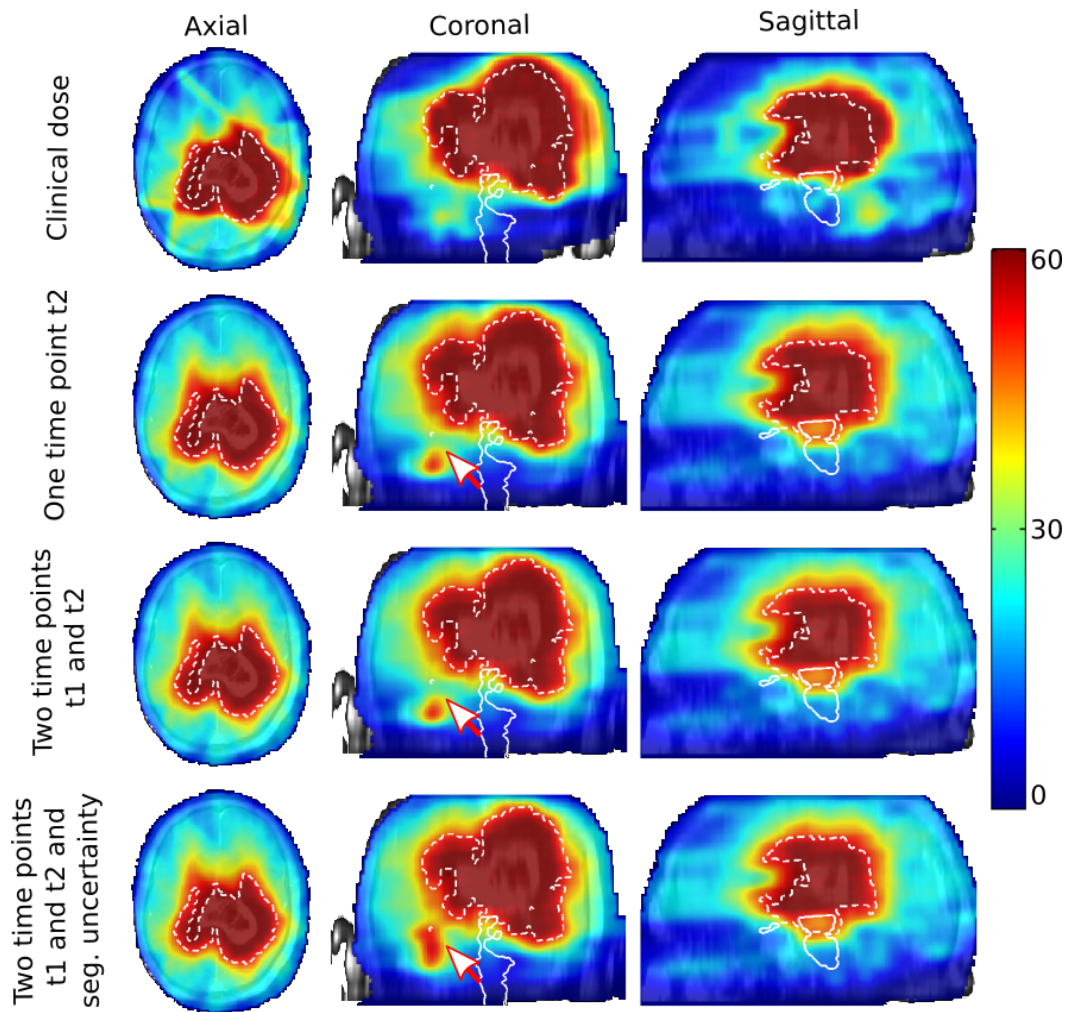 Axial
Coronal
Sagittal
Clinical dose
One time point t2
Two time points
t1 and t2
Two time points
t1 and t2 and
seg. uncertainty
60
30
0